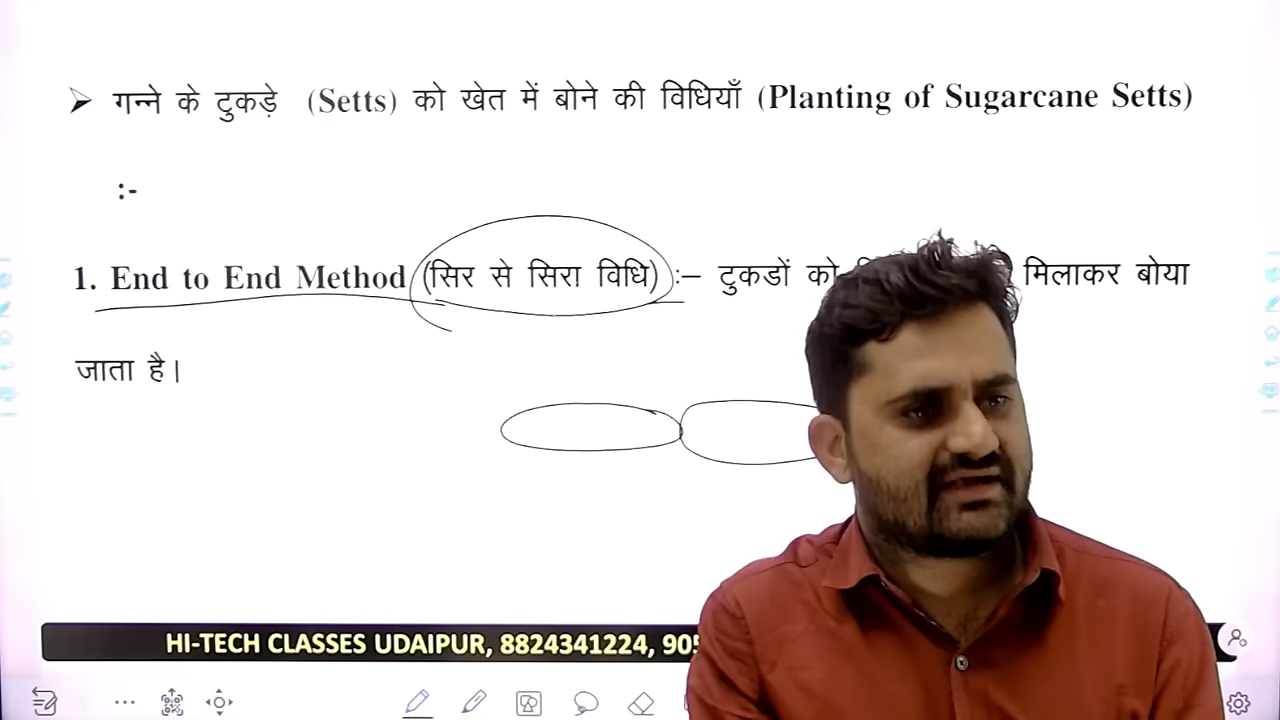 ➢ गन्ने के टुकड़े (Setts) को खेत में बोने की विधियाँ (Planting of Sugarcane Setts)
:-
1. End to End Method (सिर से सिरा विधि) :– टुकडों को मिलाकर बोया
जाता है।
HI-TECH CLASSES UDAIPUR, 8824341224,